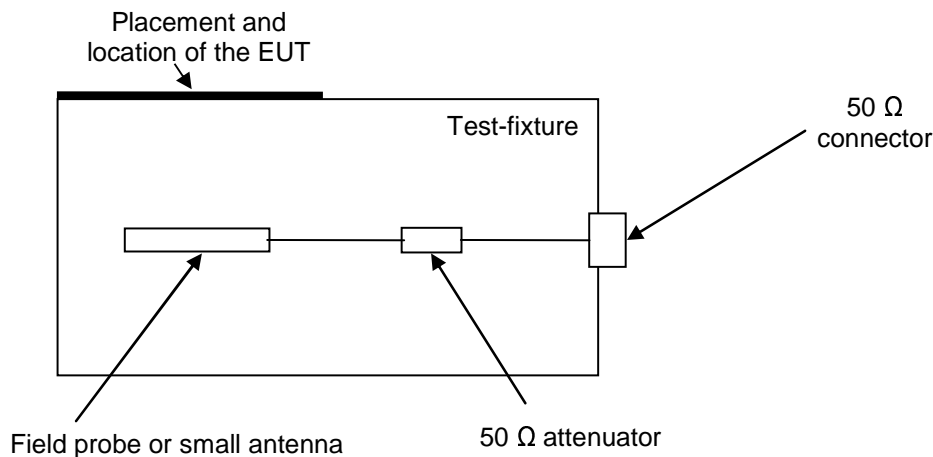 Placement and
location of the EUT
Test-fixture
50 Ω
connector
Field probe or small antenna
50 Ω attenuator